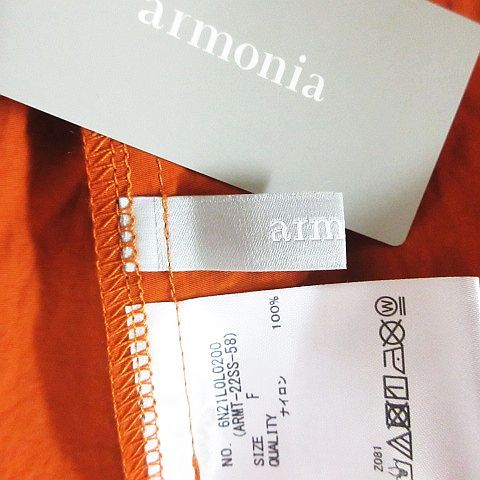 armonia
arm
NO. 6N21L0L0200
(ARMT-22SS-58)
SIZE F
QUALITY
ナイロン 100%
Z081